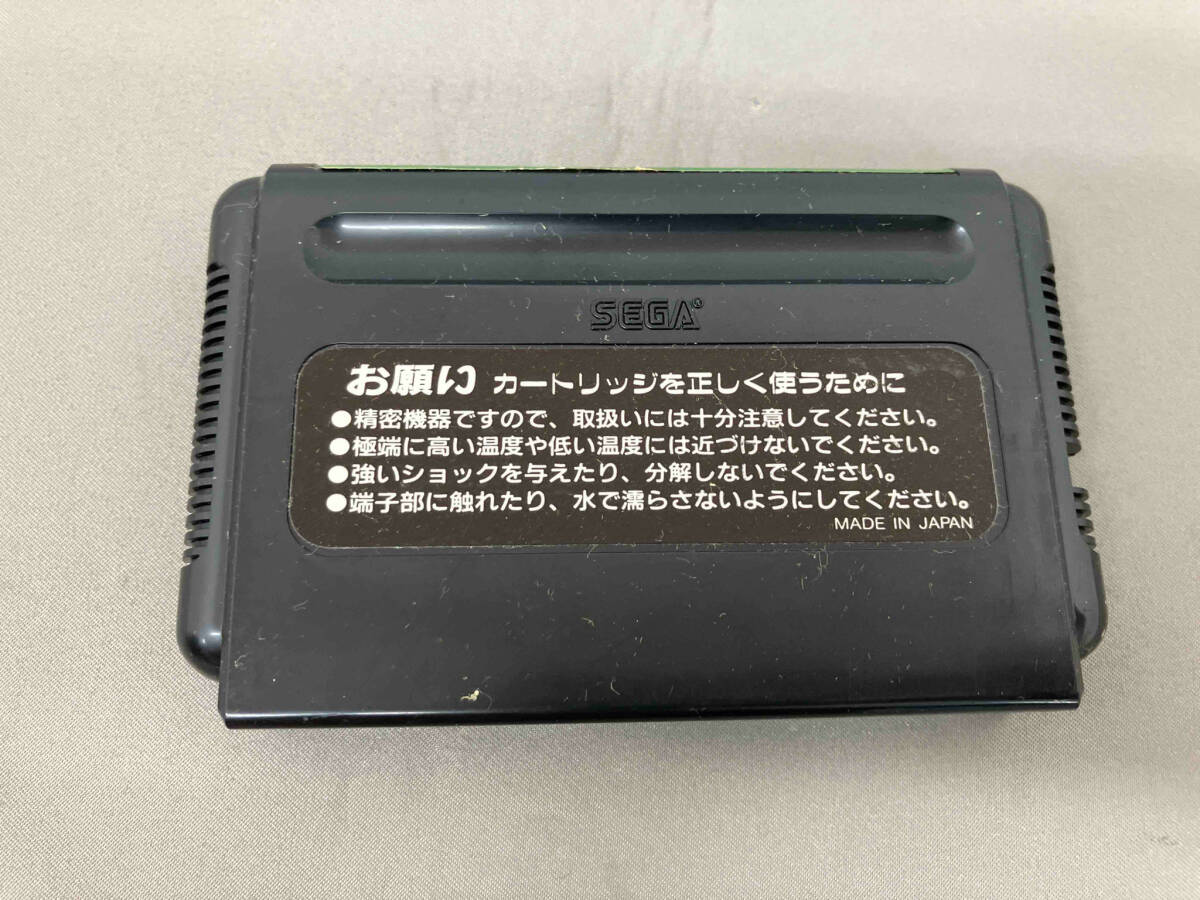 SEGA®
お願い カートリッジを正しく使うために
●精密機器ですので、取扱いには十分注意してください。
●極端に高い温度や低い温度には近づけないでください。
●強いショックを与えたり、分解しないでください。
●端子部に触れたり、水で濡らさないようにしてください。
MADE IN JAPAN